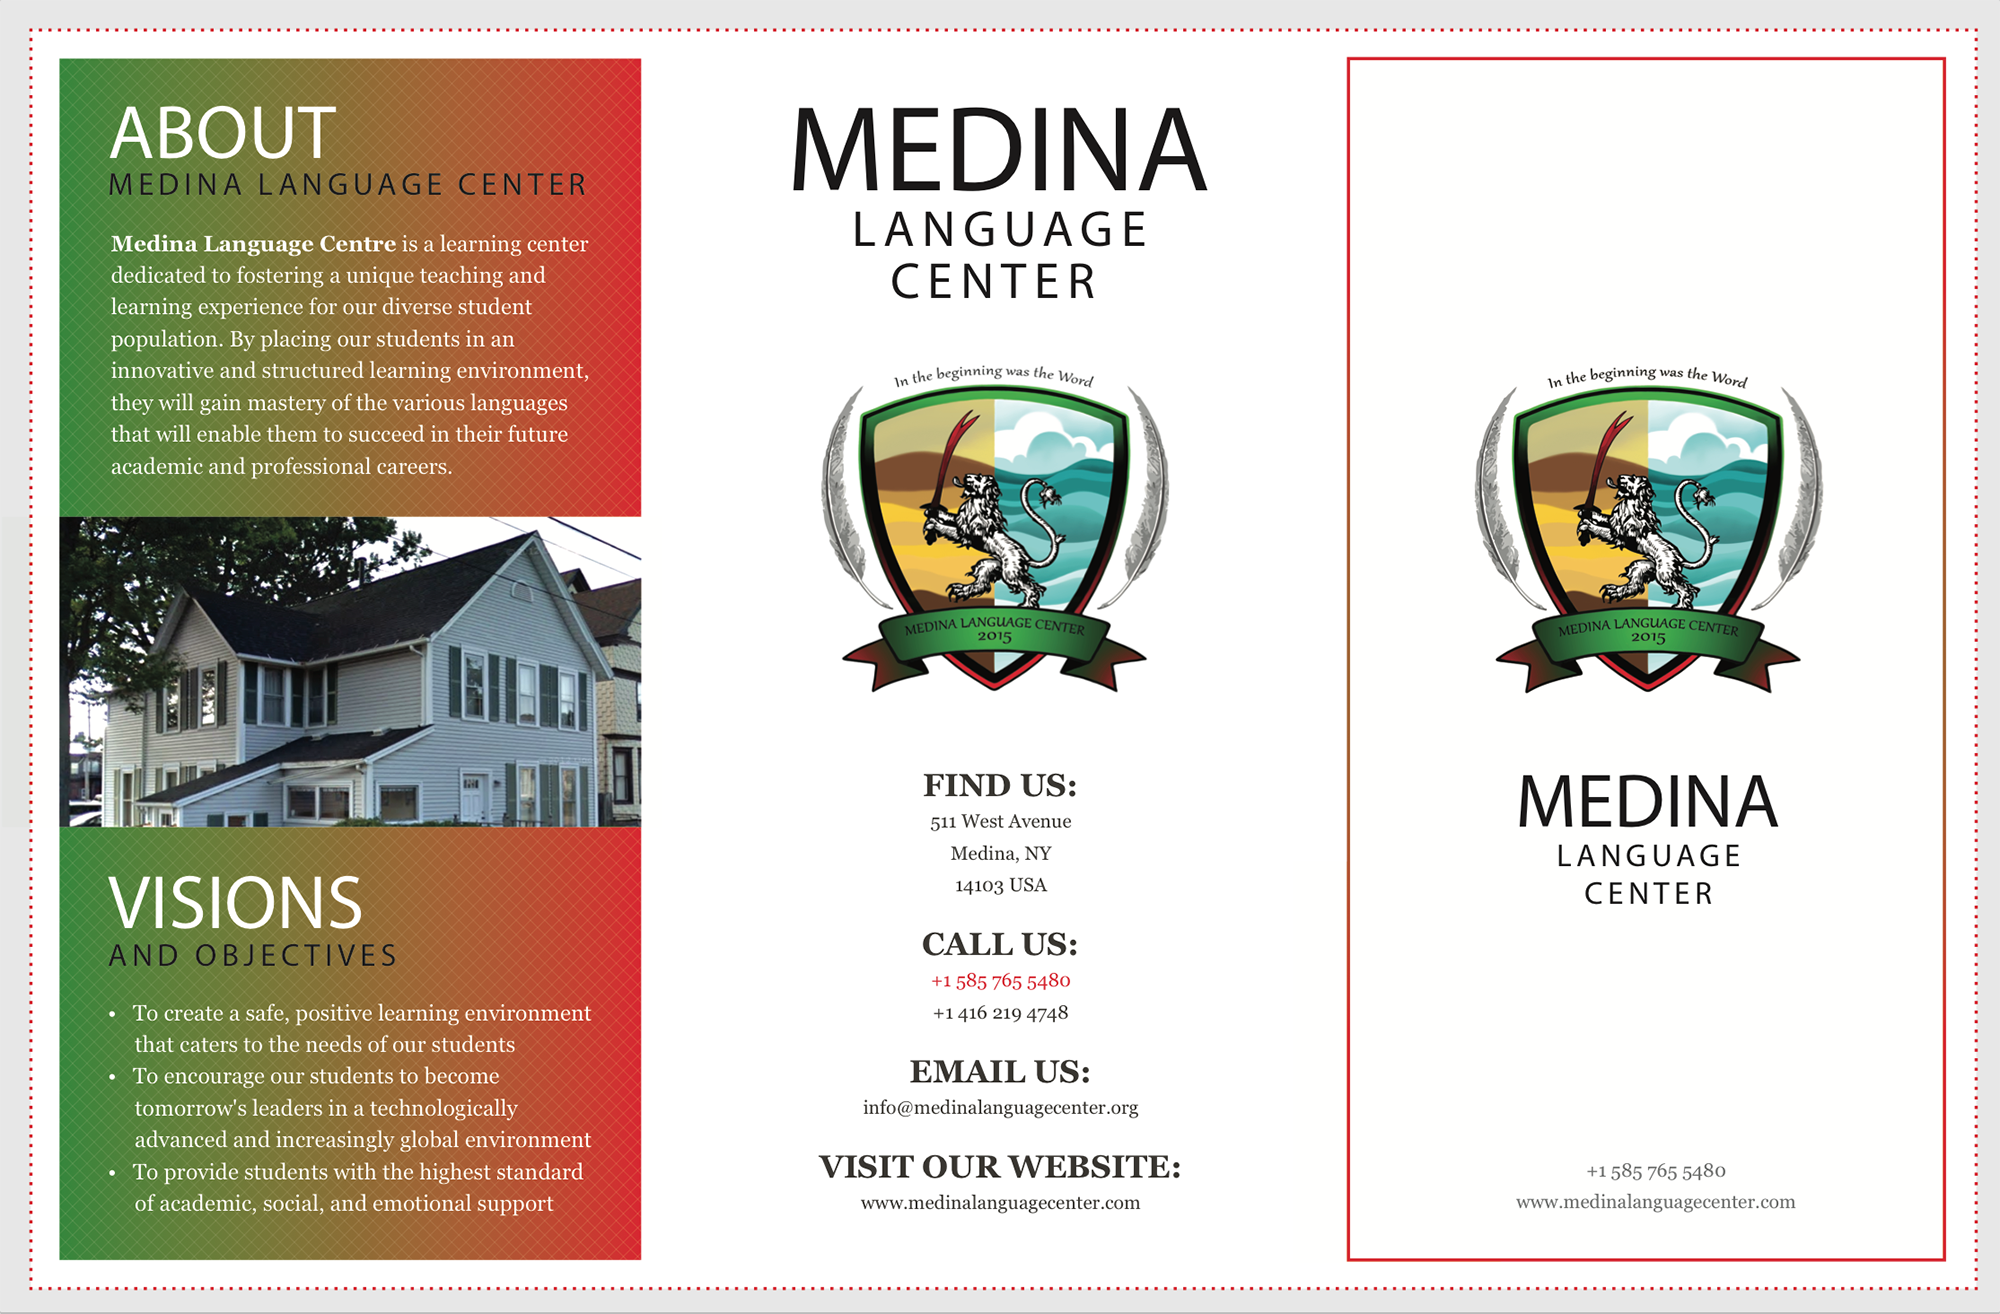 ABOUT
MEDINA LANGUAGE CENTER
Medina Language Centre is a learning center
dedicated to fostering a unique teaching and
learning experience for our diverse student
population. By placing our students in an
innovative and structured learning environment,
they will gain mastery of the various languages
that will enable them to succeed in their future
academic and professional careers.
VISIONS
AND OBJECTIVES
• To create a safe, positive learning environment
that caters to the needs of our students
• To encourage our students to become
tomorrow's leaders in a technologically
advanced and increasingly global environment
• To provide students with the highest standard
of academic, social, and emotional support
MEDINA
LANGUAGE
CENTER
In the beginning was the Word
MEDINA LANGUAGE CENTER
2015
FIND US:
511 West Avenue
Medina, NY
14103 USA
CALL US:
+1 585 765 5480
+1 416 219 4748
EMAIL US:
info@medinalanguagecenter.org
VISIT OUR WEBSITE:
www.medinalanguagecenter.com
In the beginning was the Word
MEDINA LANGUAGE CENTER
2015
MEDINA
LANGUAGE
CENTER
+1 585 765 5480
www.medinalanguagecenter.com